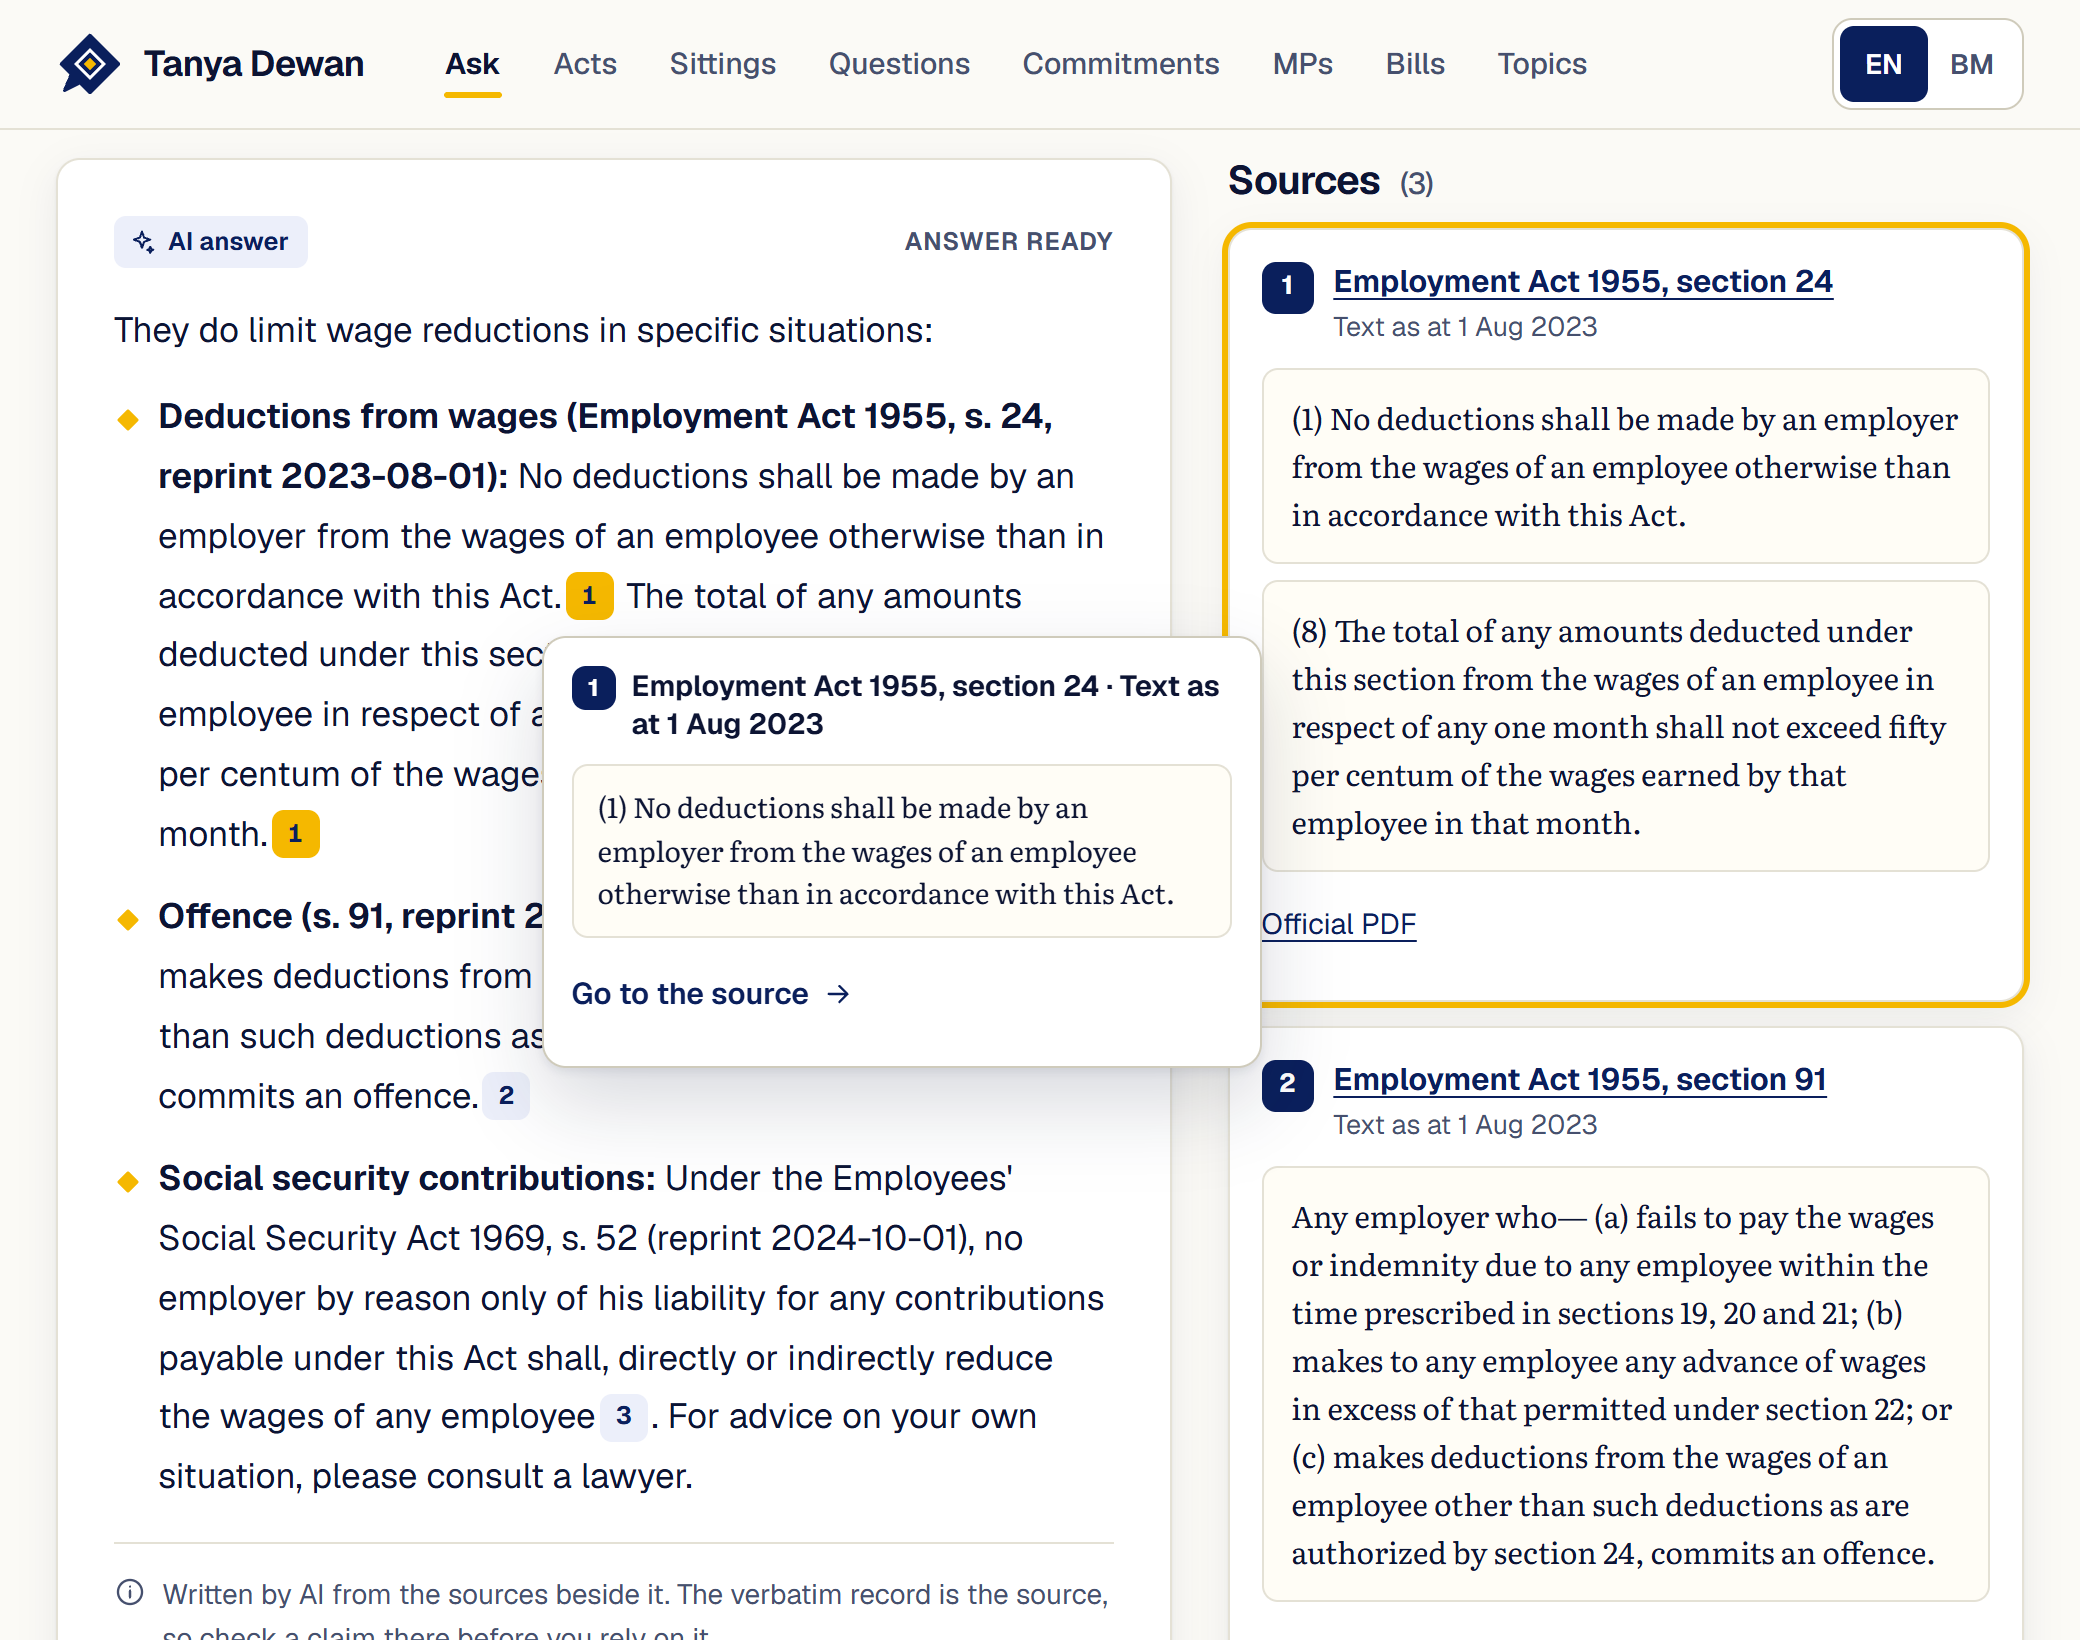 Tanya Dewan
Ask
Acts
Sittings
Questions
Commitments
MPs
Bills
Topics
EN
BM
AI answer
ANSWER READY
They do limit wage reductions in specific situations:
Deductions from wages (Employment Act 1955, s. 24,
reprint 2023-08-01): No deductions shall be made by an
employer from the wages of an employee otherwise than in
accordance with this Act. 1 The total of any amounts
deducted under this
employee in respect of
per centum of the
month. 1
Offence (s. 91, reprint
makes deductions from
than such deductions as
commits an offence. 2
Social security contributions: Under the Employees'
Social Security Act 1969, s. 52 (reprint 2024-10-01), no
employer by reason only of his liability for any contributions
payable under this Act shall, directly or indirectly reduce
the wages of any employee 3 . For advice on your own
situation, please consult a lawyer.
Written by AI from the sources beside it. The verbatim record is the source,
so check a claim there before you rely on it.
1 Employment Act 1955, section 24 · Text as
at 1 Aug 2023
(1) No deductions shall be made by an
employer from the wages of an employee
otherwise than in accordance with this Act.
Go to the source →
Sources (3)
1 Employment Act 1955, section 24
Text as at 1 Aug 2023
(1) No deductions shall be made by an employer
from the wages of an employee otherwise than
in accordance with this Act.
(8) The total of any amounts deducted under
this section from the wages of an employee in
respect of any one month shall not exceed fifty
per centum of the wages earned by that
employee in that month.
Official PDF
2 Employment Act 1955, section 91
Text as at 1 Aug 2023
Any employer who— (a) fails to pay the wages
or indemnity due to any employee within the
time prescribed in sections 19, 20 and 21; (b)
makes to any employee any advance of wages
in excess of that permitted under section 22; or
(c) makes deductions from the wages of an
employee other than such deductions as are
authorized by section 24, commits an offence.